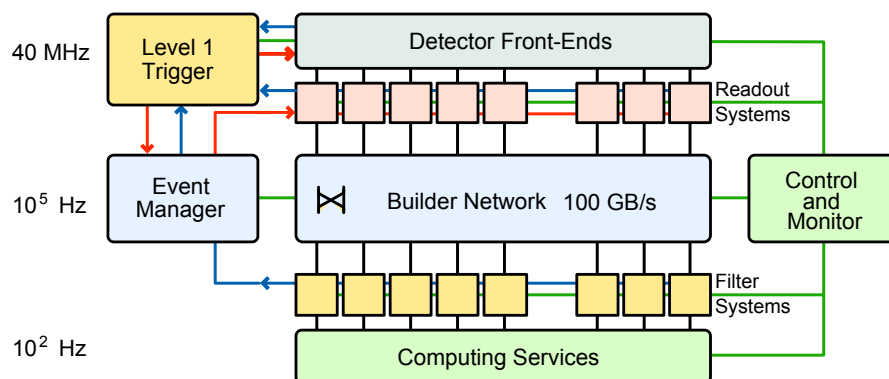 40 MHz
Level 1
Trigger
Detector Front-Ends
Readout
Systems
10⁵ Hz
Event
Manager
Builder Network 100 GB/s
Control
and
Monitor
Filter
Systems
10² Hz
Computing Services